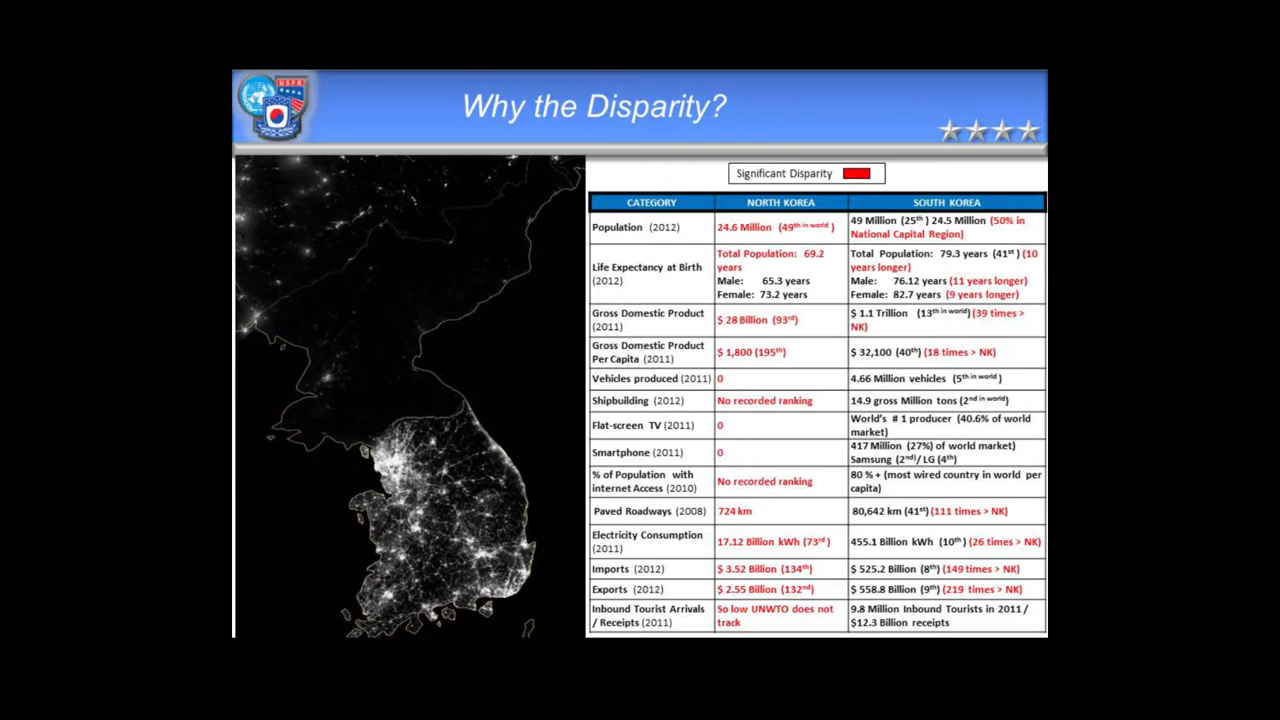 USFK
Why the Disparity?
Significant Disparity
CATEGORY NORTH KOREA SOUTH KOREA
Population (2012) 24.6 Million (49th in world ) 49 Million (25th ) 24.5 Million (50% in
National Capital Region)
Life Expectancy at Birth
(2012)
Total Population: 69.2
years
Male: 65.3 years
Female: 73.2 years
Total Population: 79.3 years (41st ) (10
years longer)
Male: 76.12 years (11 years longer)
Female: 82.7 years (9 years longer)
Gross Domestic Product
(2011)
$ 28 Billion (93rd)
$ 1.1 Trillion (13th in world) (39 times >
NK)
Gross Domestic Product
Per Capita (2011)
$ 1,800 (195th)
$ 32,100 (40th) (18 times > NK)
Vehicles produced (2011) 0 4.66 Million vehicles (5th in world )
Shipbuilding (2012) No recorded ranking 14.9 gross Million tons (2nd in world)
Flat-screen TV (2011) 0 World's # 1 producer (40.6% of world
market)
Smartphone (2011) 0 417 Million (27%) of world market)
Samsung (2nd)/ LG (4th)
% of Population with
internet Access (2010)
No recorded ranking
80 % + (most wired country in world per
capita)
Paved Roadways (2008) 724 km 80,642 km (41st) (111 times > NK)
Electricity Consumption
(2011)
17.12 Billion kWh (73rd )
455.1 Billion kWh (10th ) (26 times > NK)
Imports (2012) $ 3.52 Billion (134th) $ 525.2 Billion (8th) (149 times > NK)
Exports (2012) $ 2.55 Billion (132nd) $ 558.8 Billion (9th) (219 times > NK)
Inbound Tourist Arrivals
/ Receipts (2011)
So low UNWTO does not
track
9.8 Million Inbound Tourists in 2011 /
$12.3 Billion receipts